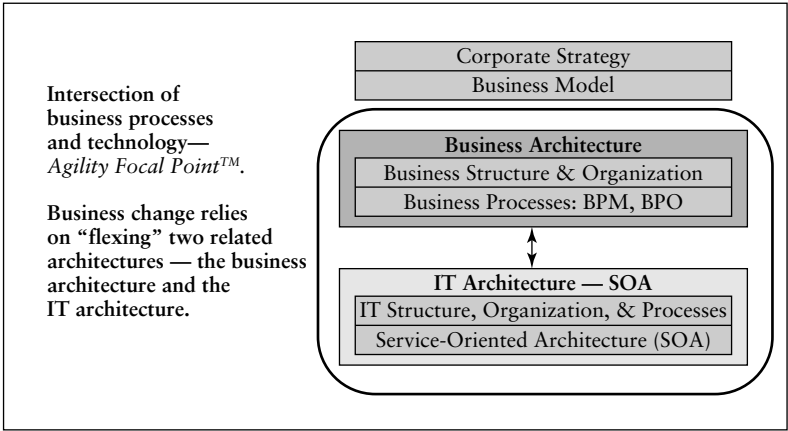 Intersection of
business processes
and technology—
Agility Focal Point™.
Business change relies
on “flexing” two related
architectures — the business
architecture and the
IT architecture.
Corporate Strategy
Business Model
Business Architecture
Business Structure & Organization
Business Processes: BPM, BPO
IT Architecture — SOA
IT Structure, Organization, & Processes
Service-Oriented Architecture (SOA)